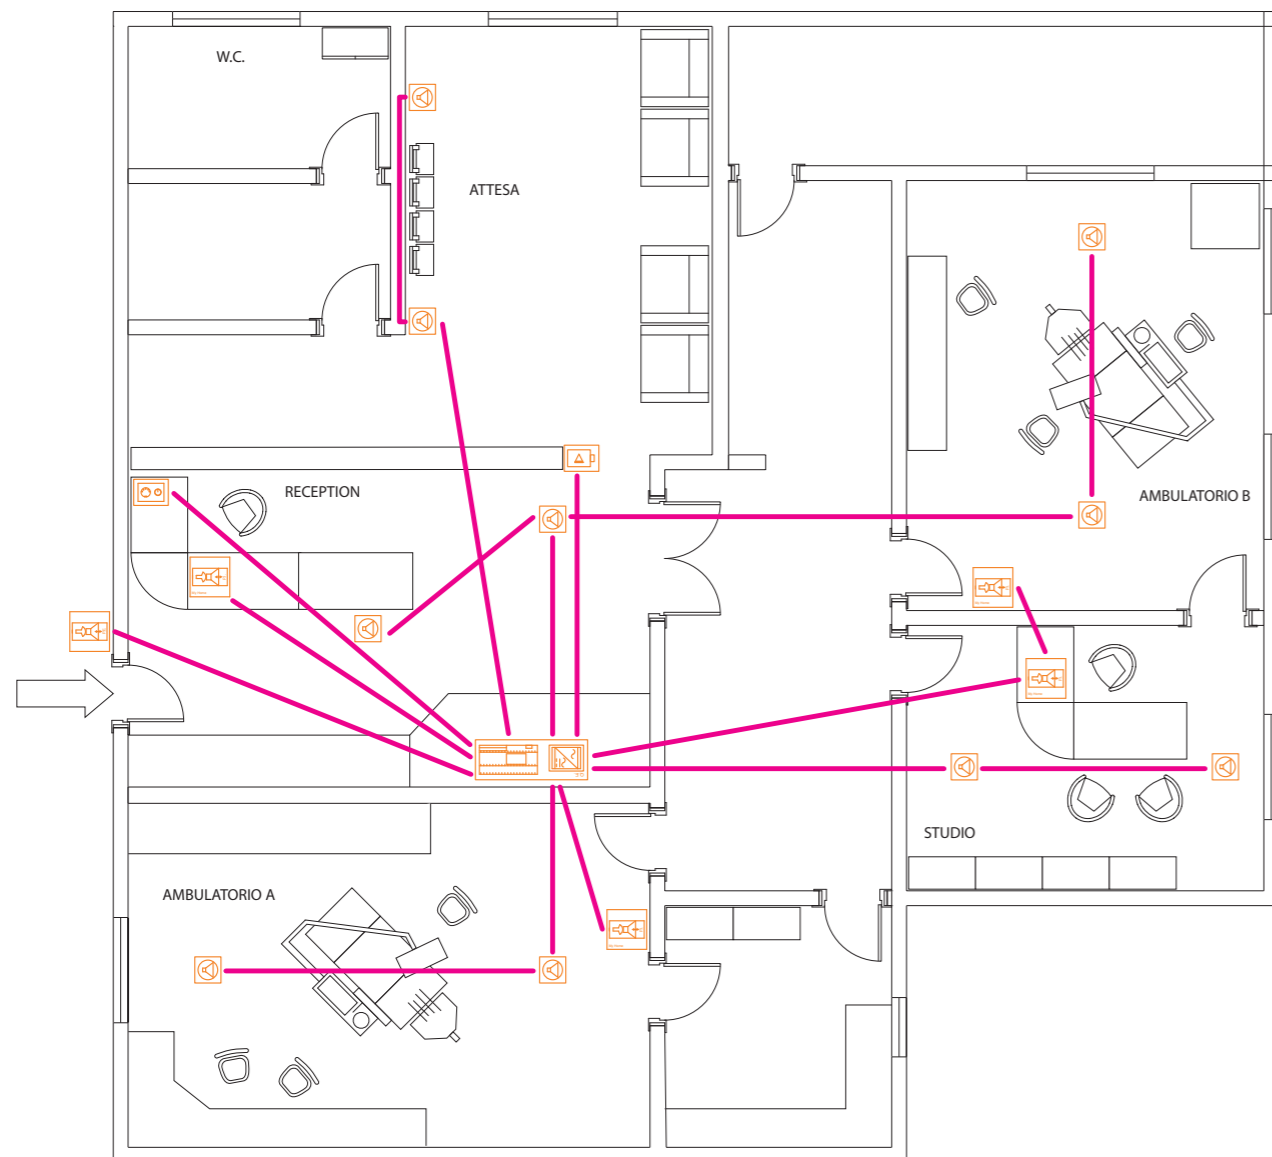 W.C.
ATTESA
RECEPTION
AMBULATORIO B
STUDIO
AMBULATORIO A